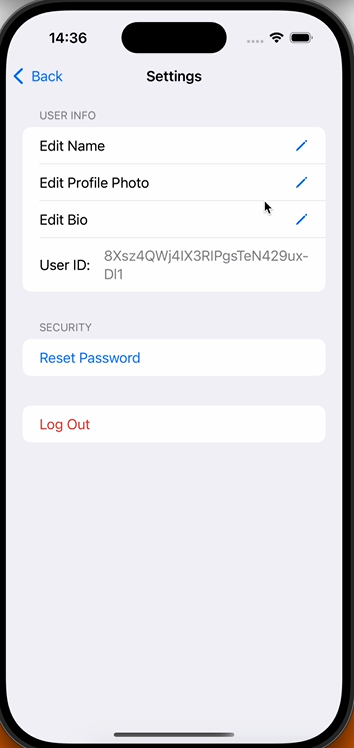 14:36
Back
Settings
USER INFO
Edit Name
Edit Profile Photo
Edit Bio
User ID:
8Xsz4QWj4IX3RIPgsTeN429ux-
DI1
SECURITY
Reset Password
Log Out